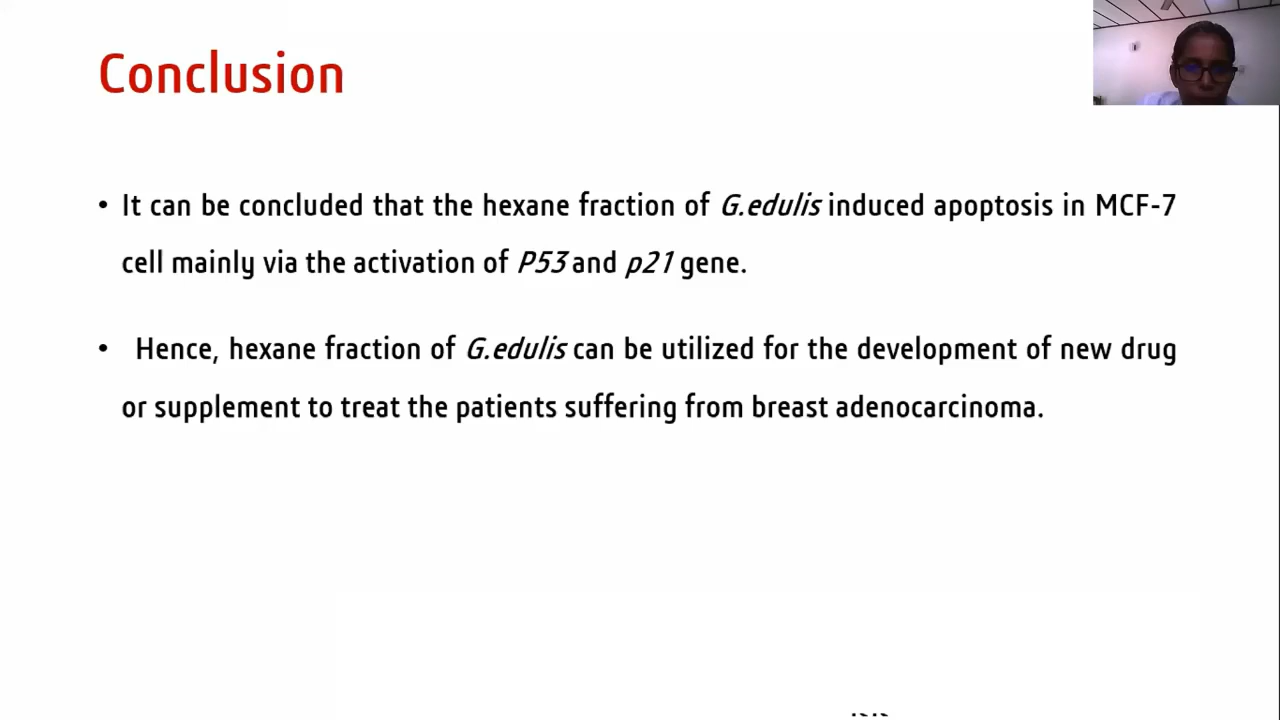 Conclusion
• It can be concluded that the hexane fraction of G.edulis induced apoptosis in MCF-7
cell mainly via the activation of P53 and p21 gene.
• Hence, hexane fraction of G.edulis can be utilized for the development of new drug
or supplement to treat the patients suffering from breast adenocarcinoma.